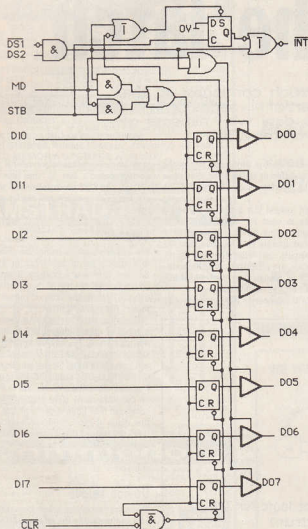 1
D S
0V
C Q
1
INT
DS1
DS2
&
1
MD
&
1
STB
&
DI0
D Q
C R
DO0
DI1
D Q
C R
DO1
DI2
D Q
C R
DO2
DI3
D Q
C R
DO3
DI4
D Q
C R
DO4
DI5
D Q
C R
DO5
DI6
D Q
C R
DO6
DI7
D Q
C R
DO7
&
CLR